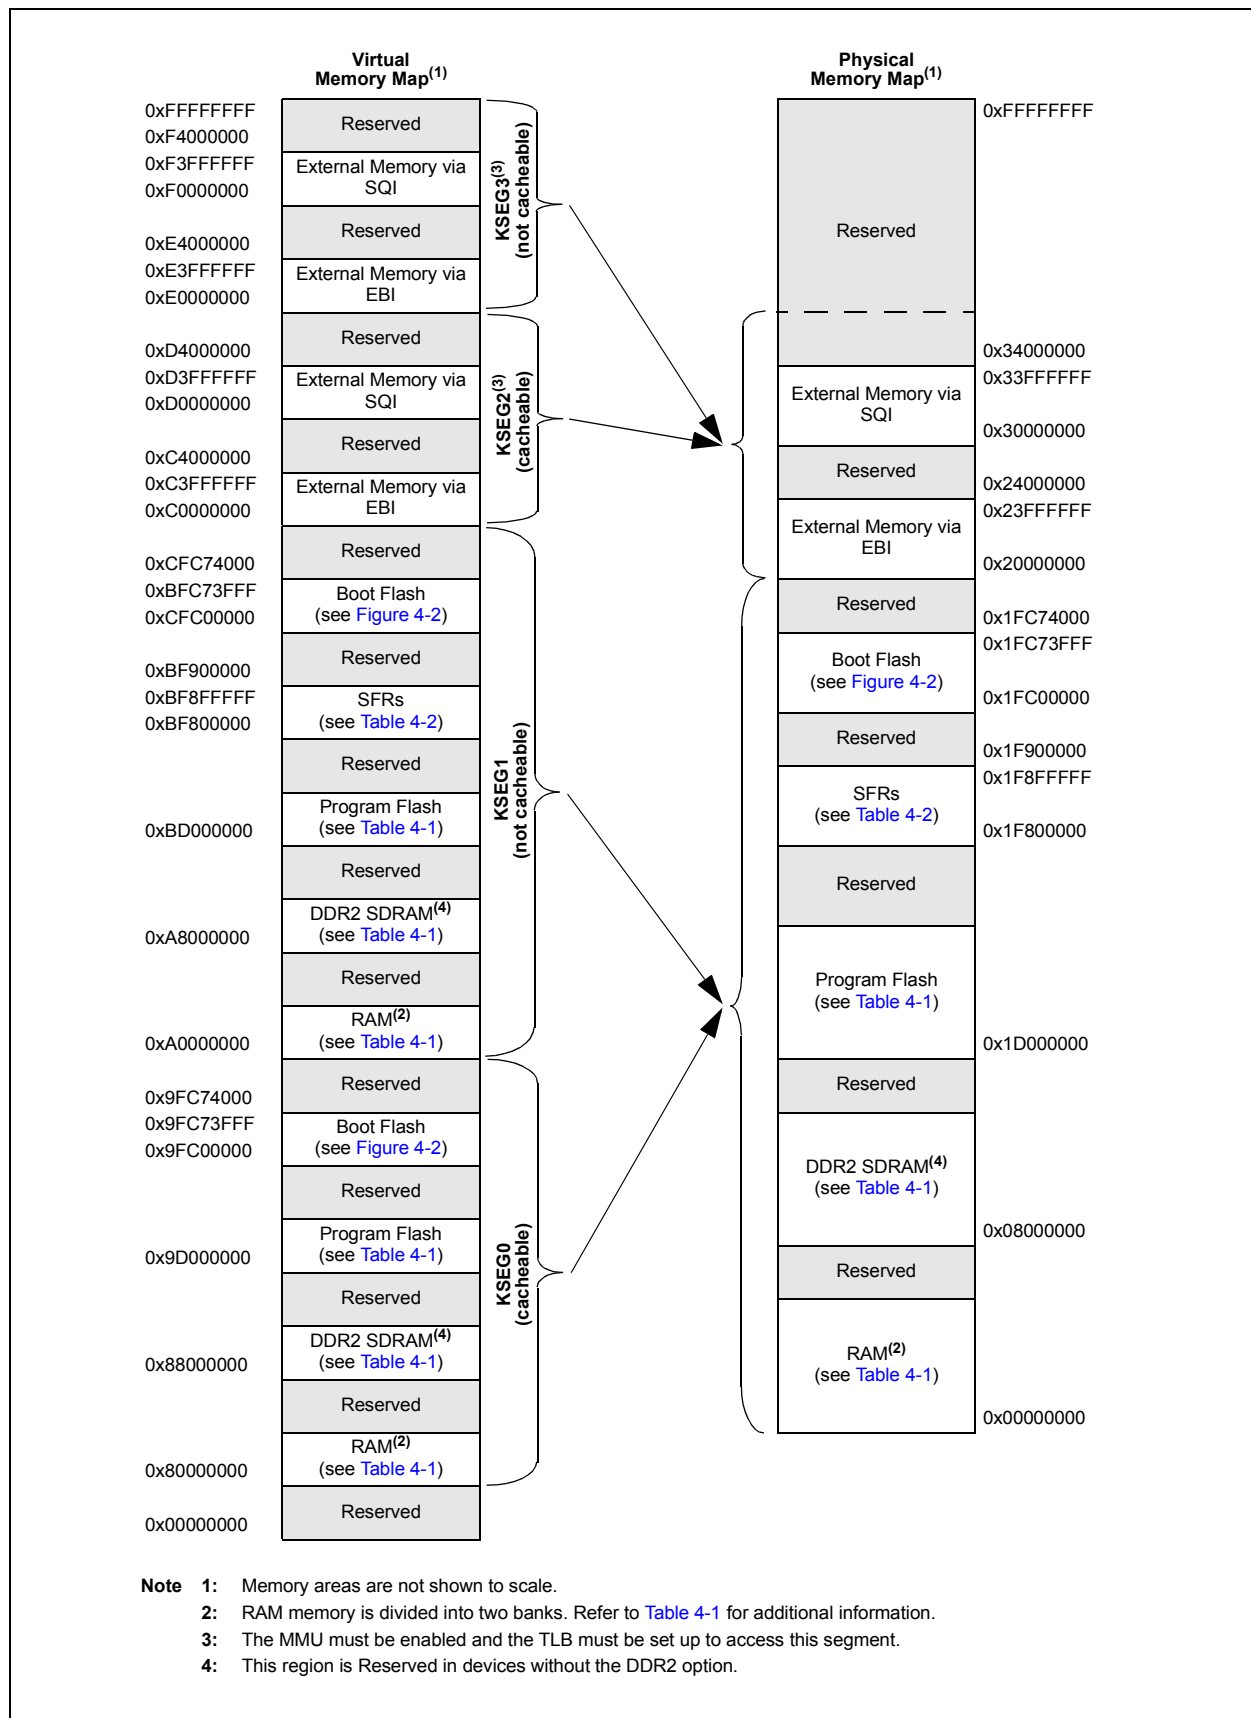 Virtual
Memory Map(1)
0xFFFFFFFF
Reserved
0xF4000000
0xF3FFFFFF
External Memory via
SQI
0xF0000000
Reserved
0xE4000000
0xE3FFFFFF
External Memory via
EBI
0xE0000000
KSEG3(3)
(not cacheable)
Reserved
0xD4000000
0xD3FFFFFF
External Memory via
SQI
0xD0000000
Reserved
0xC4000000
0xC3FFFFFF
External Memory via
EBI
0xC0000000
KSEG2(3)
(cacheable)
Reserved
0xCFC74000
0xBFC73FFF
Boot Flash
(see Figure 4-2)
0xCFC00000
Reserved
0xBF900000
0xBF8FFFFF
SFRs
(see Table 4-2)
0xBF800000
Reserved
Program Flash
(see Table 4-1)
0xBD000000
Reserved
DDR2 SDRAM(4)
(see Table 4-1)
0xA8000000
Reserved
RAM(2)
(see Table 4-1)
0xA0000000
KSEG1
(not cacheable)
Reserved
0x9FC74000
0x9FC73FFF
Boot Flash
(see Figure 4-2)
0x9FC00000
Reserved
Program Flash
(see Table 4-1)
0x9D000000
Reserved
DDR2 SDRAM(4)
(see Table 4-1)
0x88000000
Reserved
RAM(2)
(see Table 4-1)
0x80000000
KSEG0
(cacheable)
Reserved
0x00000000
Physical
Memory Map(1)
0xFFFFFFFF
Reserved
0x34000000
0x33FFFFFF
External Memory via
SQI
0x30000000
Reserved
0x24000000
0x23FFFFFF
External Memory via
EBI
0x20000000
Reserved
0x1FC74000
0x1FC73FFF
Boot Flash
(see Figure 4-2)
0x1FC00000
Reserved
0x1F900000
0x1F8FFFFF
SFRs
(see Table 4-2)
0x1F800000
Reserved
Program Flash
(see Table 4-1)
0x1D000000
Reserved
DDR2 SDRAM(4)
(see Table 4-1)
0x08000000
Reserved
RAM(2)
(see Table 4-1)
0x00000000
Note 1: Memory areas are not shown to scale.
2: RAM memory is divided into two banks. Refer to Table 4-1 for additional information.
3: The MMU must be enabled and the TLB must be set up to access this segment.
4: This region is Reserved in devices without the DDR2 option.